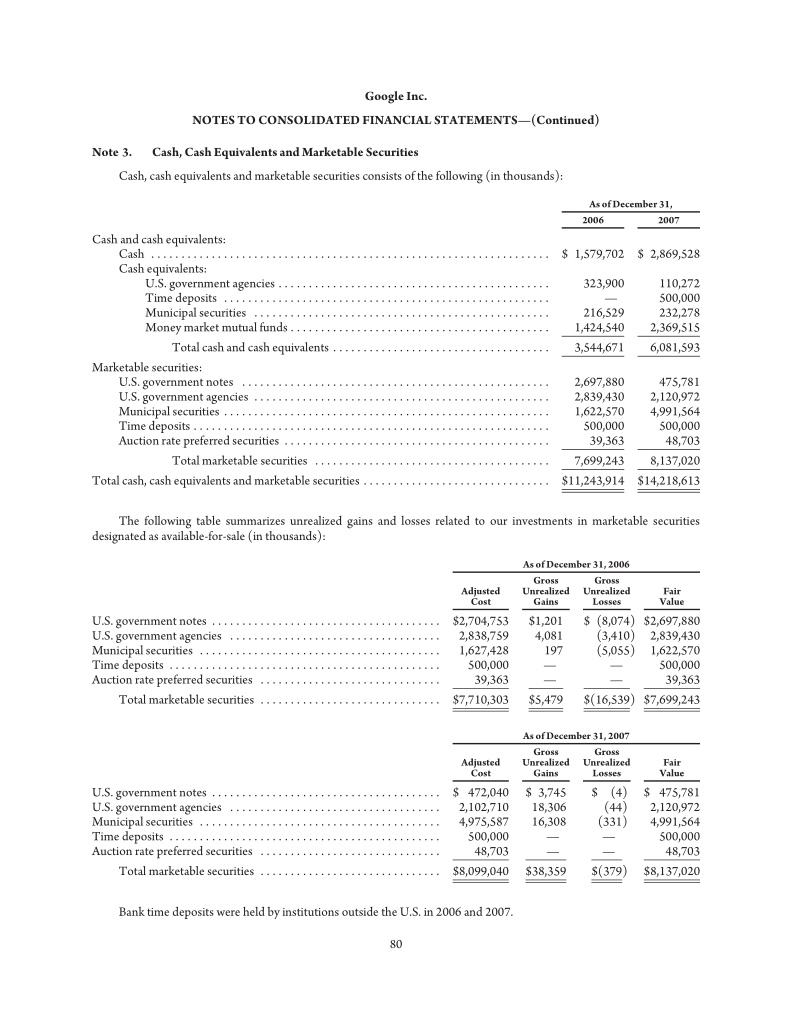 Google Inc.
NOTES TO CONSOLIDATED FINANCIAL STATEMENTS—(Continued)
Note 3. Cash, Cash Equivalents and Marketable Securities
Cash, cash equivalents and marketable securities consists of the following (in thousands):
As of December 31,
2006 2007
Cash and cash equivalents:
Cash $ 1,579,702 $ 2,869,528
Cash equivalents:
U.S. government agencies 323,900 110,272
Time deposits — 500,000
Municipal securities 216,529 232,278
Money market mutual funds 1,424,540 2,369,515
Total cash and cash equivalents 3,544,671 6,081,593
Marketable securities:
U.S. government notes 2,697,880 475,781
U.S. government agencies 2,839,430 2,120,972
Municipal securities 1,622,570 4,991,564
Time deposits 500,000 500,000
Auction rate preferred securities 39,363 48,703
Total marketable securities 7,699,243 8,137,020
Total cash, cash equivalents and marketable securities $11,243,914 $14,218,613
The following table summarizes unrealized gains and losses related to our investments in marketable securities
designated as available-for-sale (in thousands):
As of December 31, 2006
Gross Gross
Adjusted Unrealized Unrealized Fair
Cost Gains Losses Value
U.S. government notes $2,704,753 $1,201 $ (8,074) $2,697,880
U.S. government agencies 2,838,759 4,081 (3,410) 2,839,430
Municipal securities 1,627,428 197 (5,055) 1,622,570
Time deposits 500,000 — — 500,000
Auction rate preferred securities 39,363 — — 39,363
Total marketable securities $7,710,303 $5,479 $(16,539) $7,699,243
As of December 31, 2007
Gross Gross
Adjusted Unrealized Unrealized Fair
Cost Gains Losses Value
U.S. government notes $ 472,040 $ 3,745 $ (4) $ 475,781
U.S. government agencies 2,102,710 18,306 (44) 2,120,972
Municipal securities 4,975,587 16,308 (331) 4,991,564
Time deposits 500,000 — — 500,000
Auction rate preferred securities 48,703 — — 48,703
Total marketable securities $8,099,040 $38,359 $(379) $8,137,020
Bank time deposits were held by institutions outside the U.S. in 2006 and 2007.
80